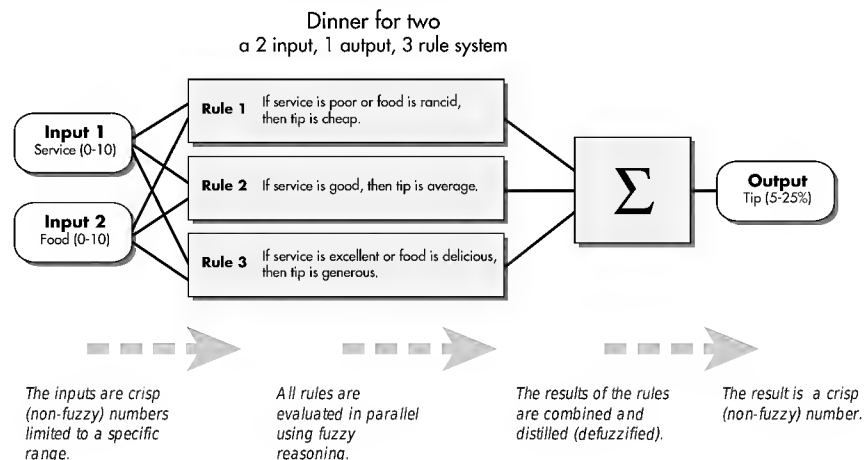 Dinner for two
a 2 input, 1 autput, 3 rule system
Input 1
Service (0-10)
Input 2
Food (0-10)
Rule 1 If service is poor or food is rancid,
then tip is cheap.
Rule 2 If service is good, then tip is average.
Rule 3 If service is excellent or food is delicious,
then tip is generous.
Σ
Output
Tip (5-25%)
The inputs are crisp
(non-fuzzy) numbers
limited to a specific
range.
All rules are
evaluated in parallel
using fuzzy
reasoning.
The results of the rules
are combined and
distilled (defuzzified).
The result is a crisp
(non-fuzzy) number.